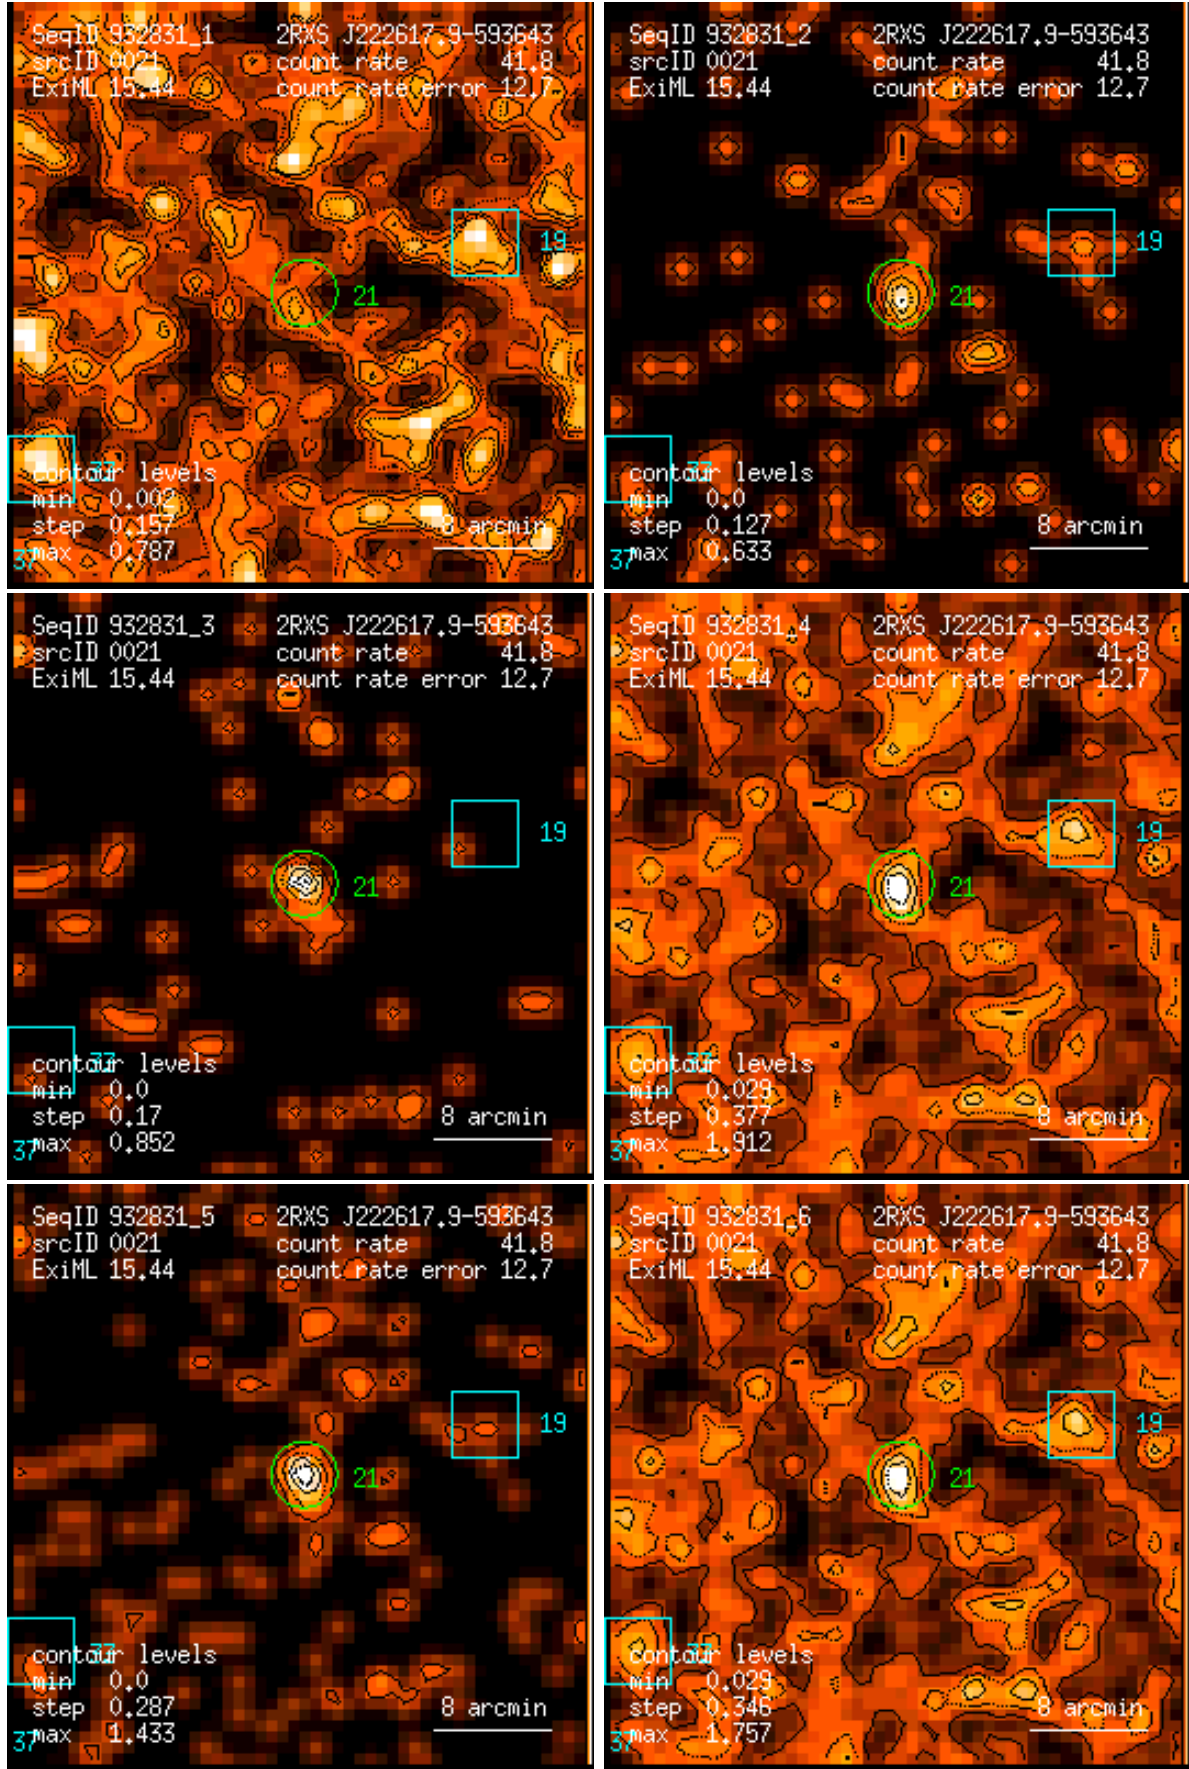 SeqID 932831_1 2RXS J222617.9-593643
srcID 0021 count rate 41.8
ExiML 15.44 count rate error 12.7
19
21
contour levels
33
min 0.002
step 0.157
max 0.787
8 arcmin
37
SeqID 932831_2 2RXS J222617.9-593643
srcID 0021 count rate 41.8
ExiML 15.44 count rate error 12.7
19
21
contour levels
33
min 0.0
step 0.127
max 0.633
8 arcmin
37
SeqID 932831_3 2RXS J222617.9-593643
srcID 0021 count rate 41.8
ExiML 15.44 count rate error 12.7
19
21
contour levels
33
min 0.0
step 0.17
max 0.852
8 arcmin
37
SeqID 932831_4 2RXS J222617.9-593643
srcID 0021 count rate 41.8
ExiML 15.44 count rate error 12.7
19
21
contour levels
33
min 0.029
step 0.377
max 1.912
8 arcmin
37
SeqID 932831_5 2RXS J222617.9-593643
srcID 0021 count rate 41.8
ExiML 15.44 count rate error 12.7
19
21
contour levels
33
min 0.0
step 0.287
max 1.433
8 arcmin
37
SeqID 932831_6 2RXS J222617.9-593643
srcID 0021 count rate 41.8
ExiML 15.44 count rate error 12.7
19
21
contour levels
33
min 0.029
step 0.346
max 1.757
8 arcmin
37